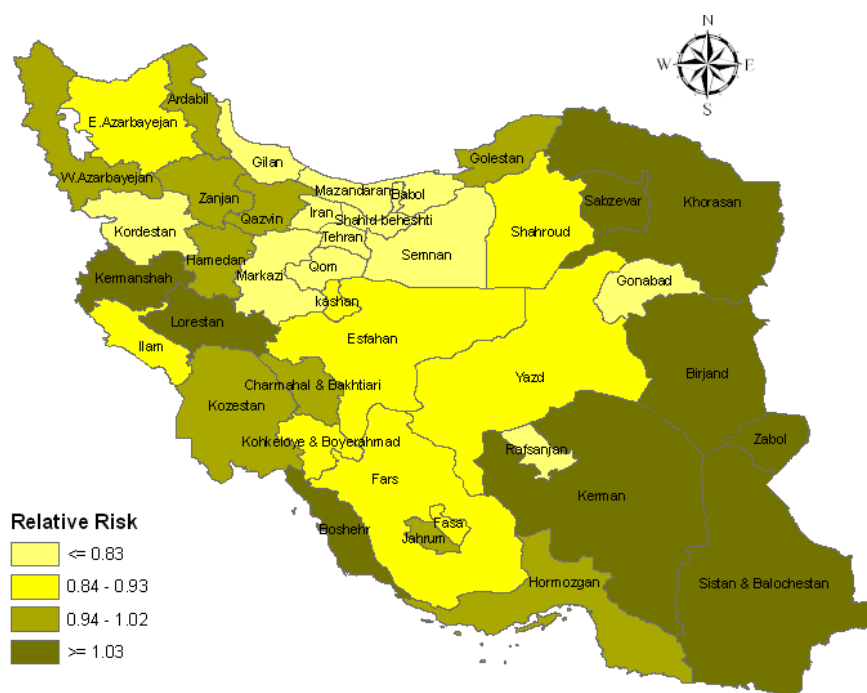 N
W E
S
Ardabil
E.Azarbayejan
Gilan
Golestan
W.Azarbayejan
Mazandaran
Babol
Zanjan
Sabzevar
Khorasan
Qazvin
Iran
Shahid beheshti
Kordestan
Shahroud
Tehran
Hamedan
Semnan
Qom
Markazi
Kermanshah
Gonabad
kashan
Lorestan
Esfahan
Ilam
Yazd
Birjand
Charmahal & Bakhtiari
Kozestan
Kohkeloye & Boyerahmad
Zabol
Rafsanjan
Fars
Kerman
Relative Risk
Boshehr
Fasa
Jahrum
<= 0.83
Hormozgan
Sistan & Balochestan
0.84 - 0.93
0.94 - 1.02
>= 1.03